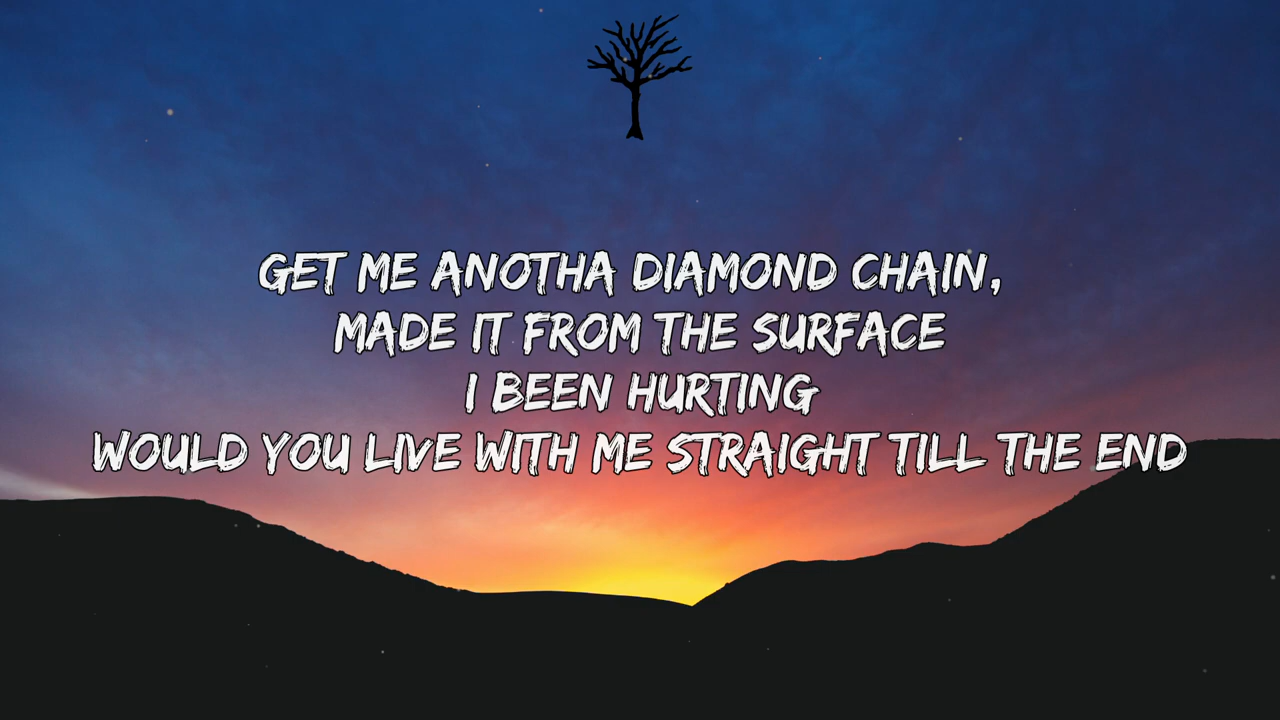 GET ME ANOTHA DIAMOND CHAIN,
MADE IT FROM THE SURFACE
I BEEN HURTING
WOULD YOU LIVE WITH ME STRAIGHT TILL THE END